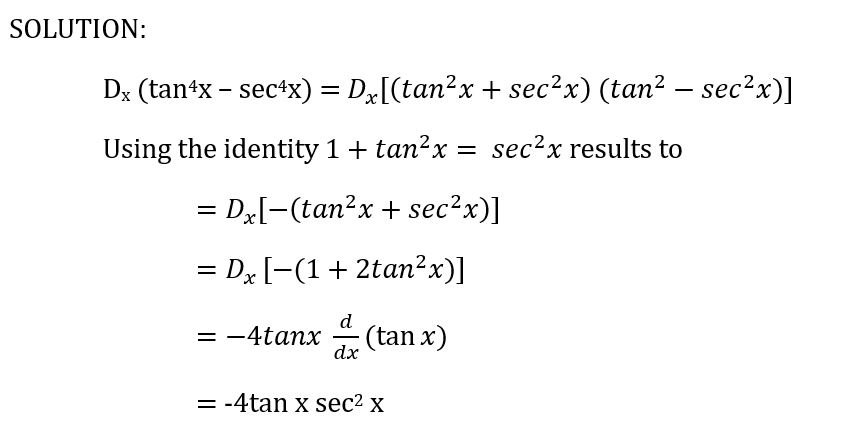 SOLUTION:
Dₓ (tan⁴x – sec⁴x) = Dₓ[(tan²x + sec²x) (tan² − sec²x)]
Using the identity 1 + tan²x = sec²x results to
= Dₓ[−(tan²x + sec²x)]
= Dₓ [−(1 + 2tan²x)]
= −4tanx d/dx (tan x)
= -4tan x sec² x